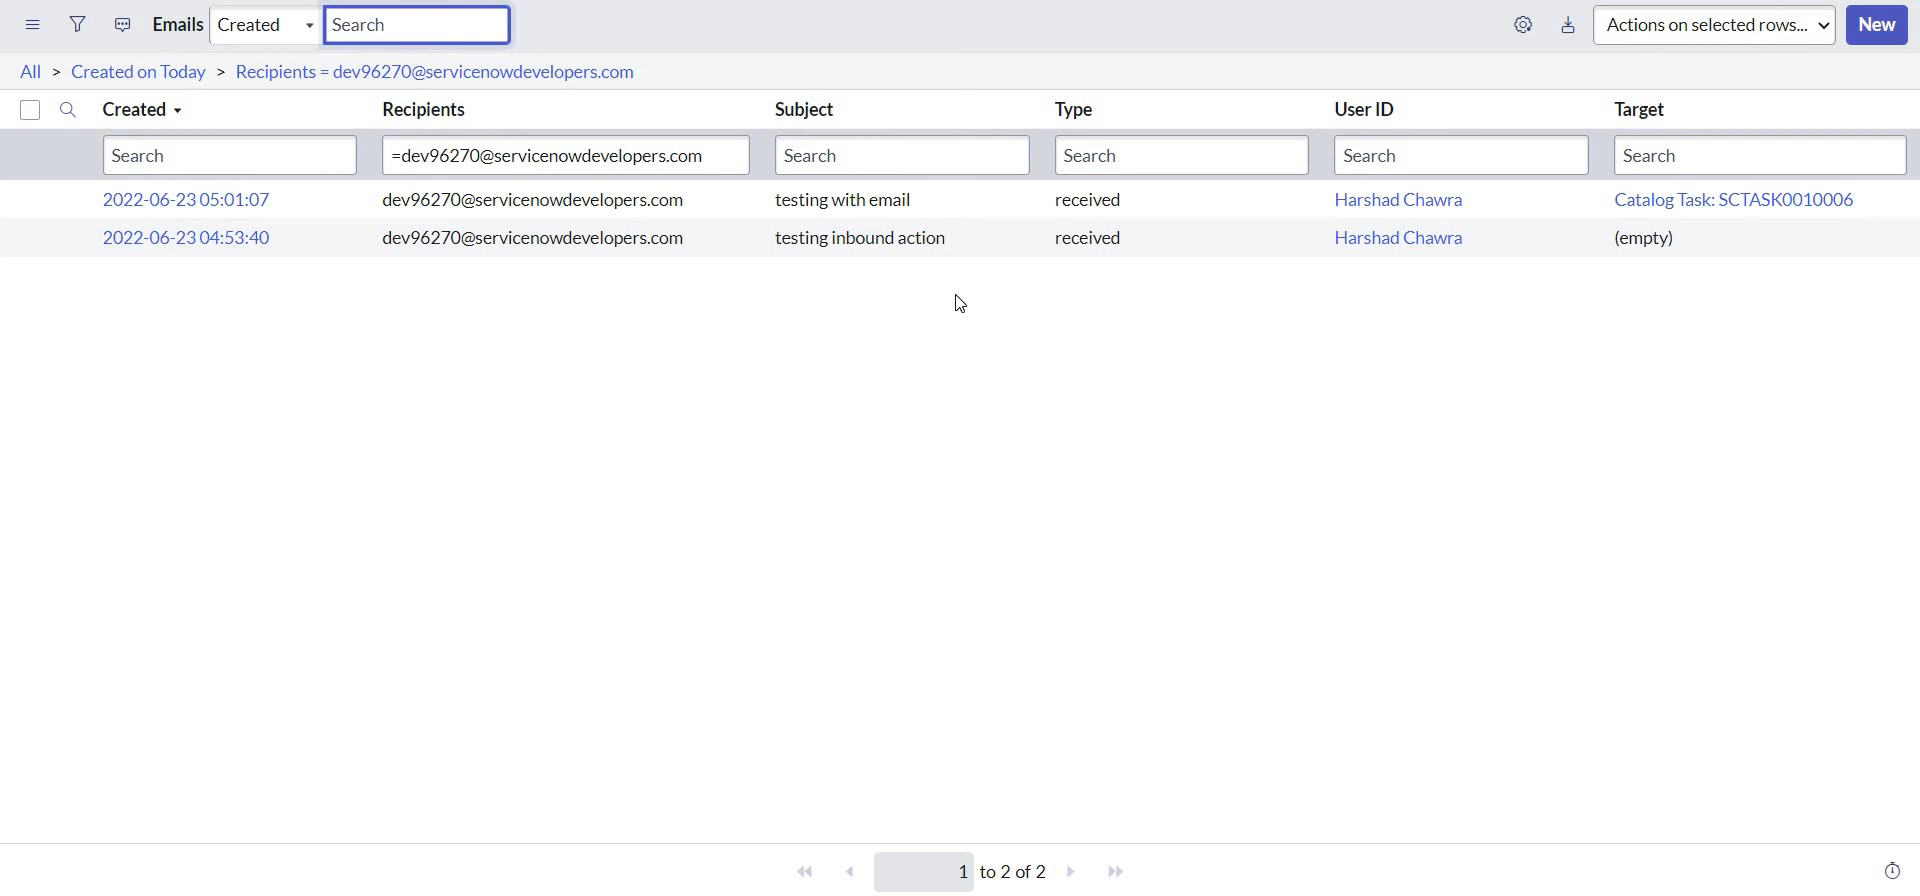 Emails Created Search Actions on selected rows... New
All > Created on Today > Recipients = dev96270@servicenowdevelopers.com
Created Recipients Subject Type User ID Target
Search =dev96270@servicenowdevelopers.com Search Search Search Search
2022-06-23 05:01:07 dev96270@servicenowdevelopers.com testing with email received Harshad Chawra Catalog Task: SCTASK0010006
2022-06-23 04:53:40 dev96270@servicenowdevelopers.com testing inbound action received Harshad Chawra (empty)
1 to 2 of 2